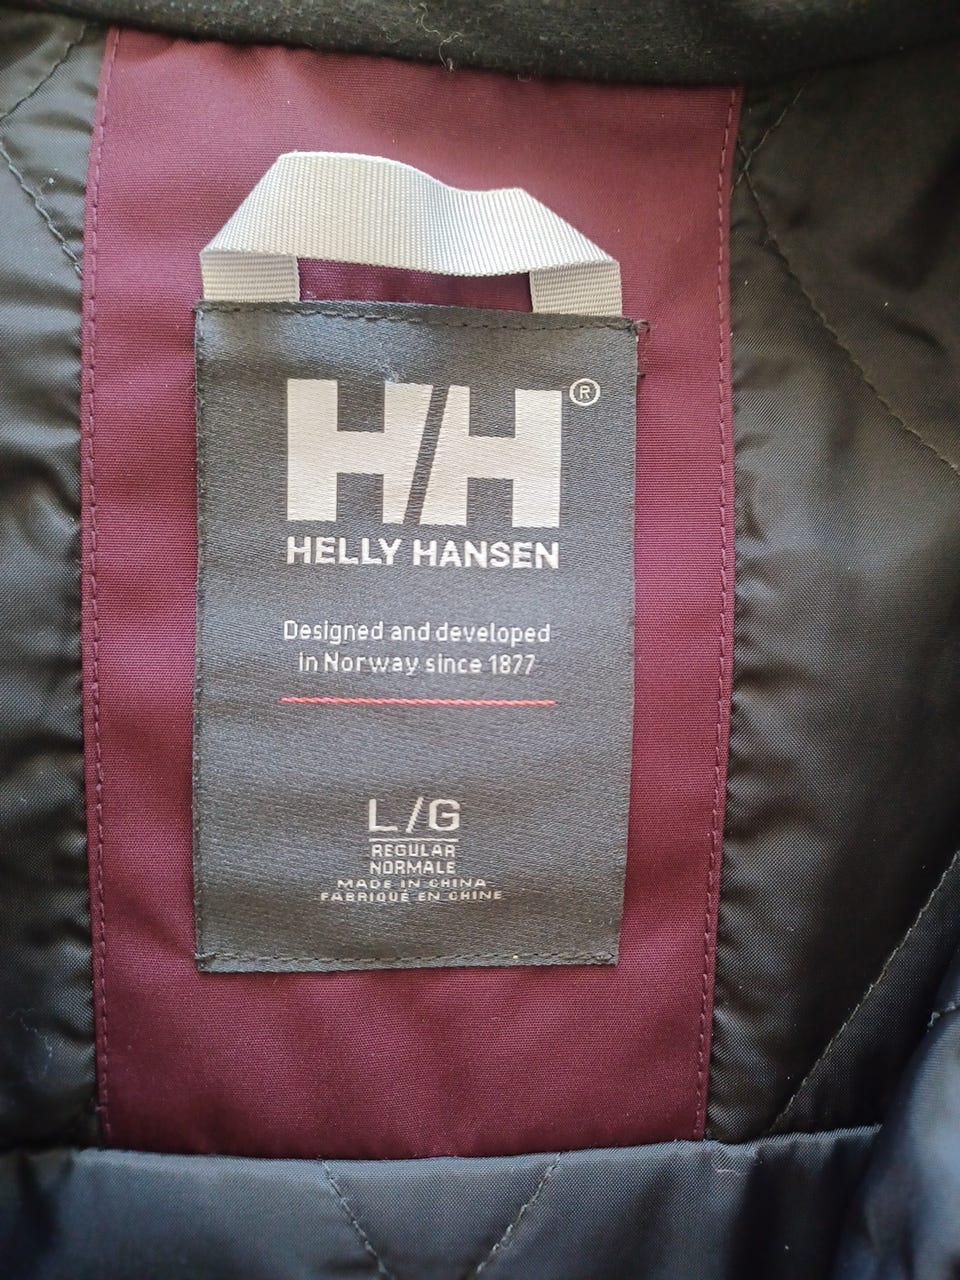 HH®
HELLY HANSEN
Designed and developed
in Norway since 1877
L/G
REGULAR
NORMALE
MADE IN CHINA
FABRIQUÉ EN CHINE